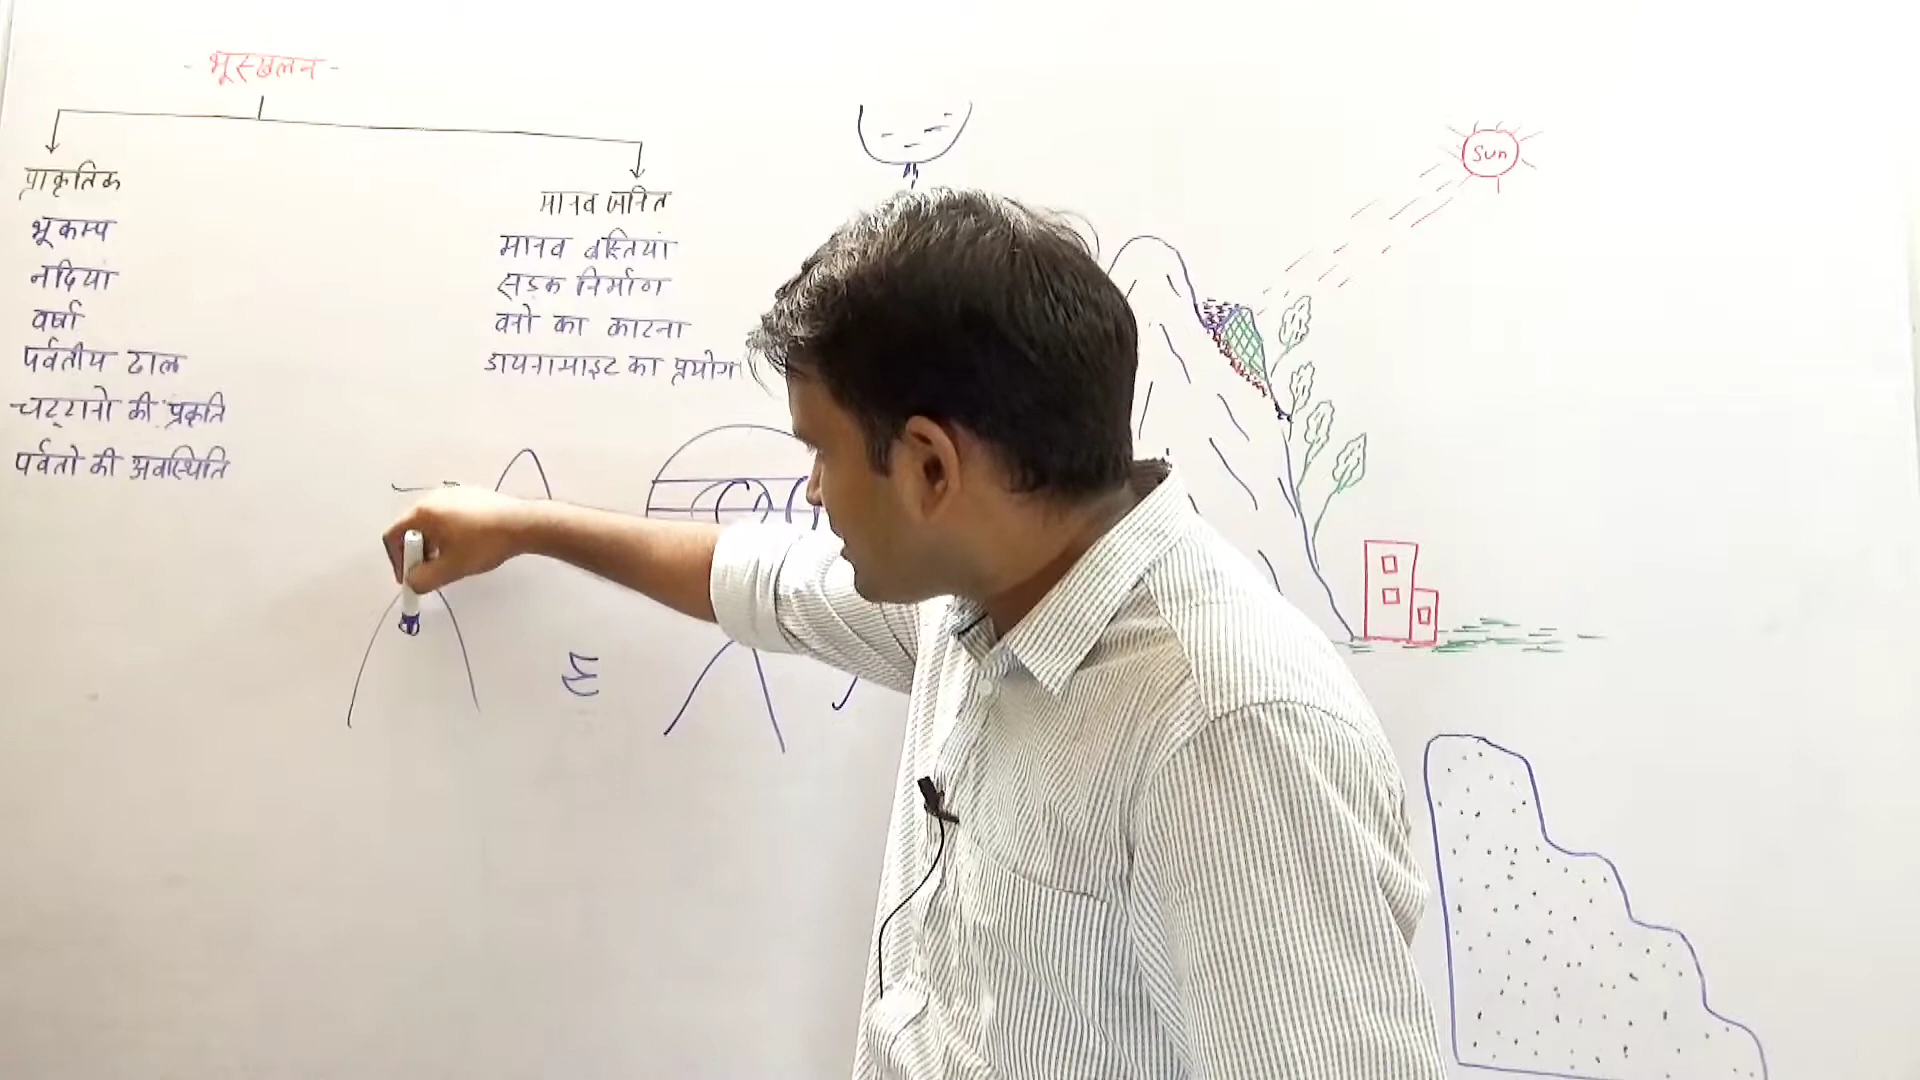 - भूस्खलन -
प्राकृतिक
भूकम्प
नदियां
वर्षा
पर्वतीय ढाल
चट्टानो की प्रकृति
पर्वतो की अवस्थिति
मानव जनित
मानव बस्तियां
सड़क निर्माण
वनो का काटना
डायनामाइट का प्रयोग
Sun